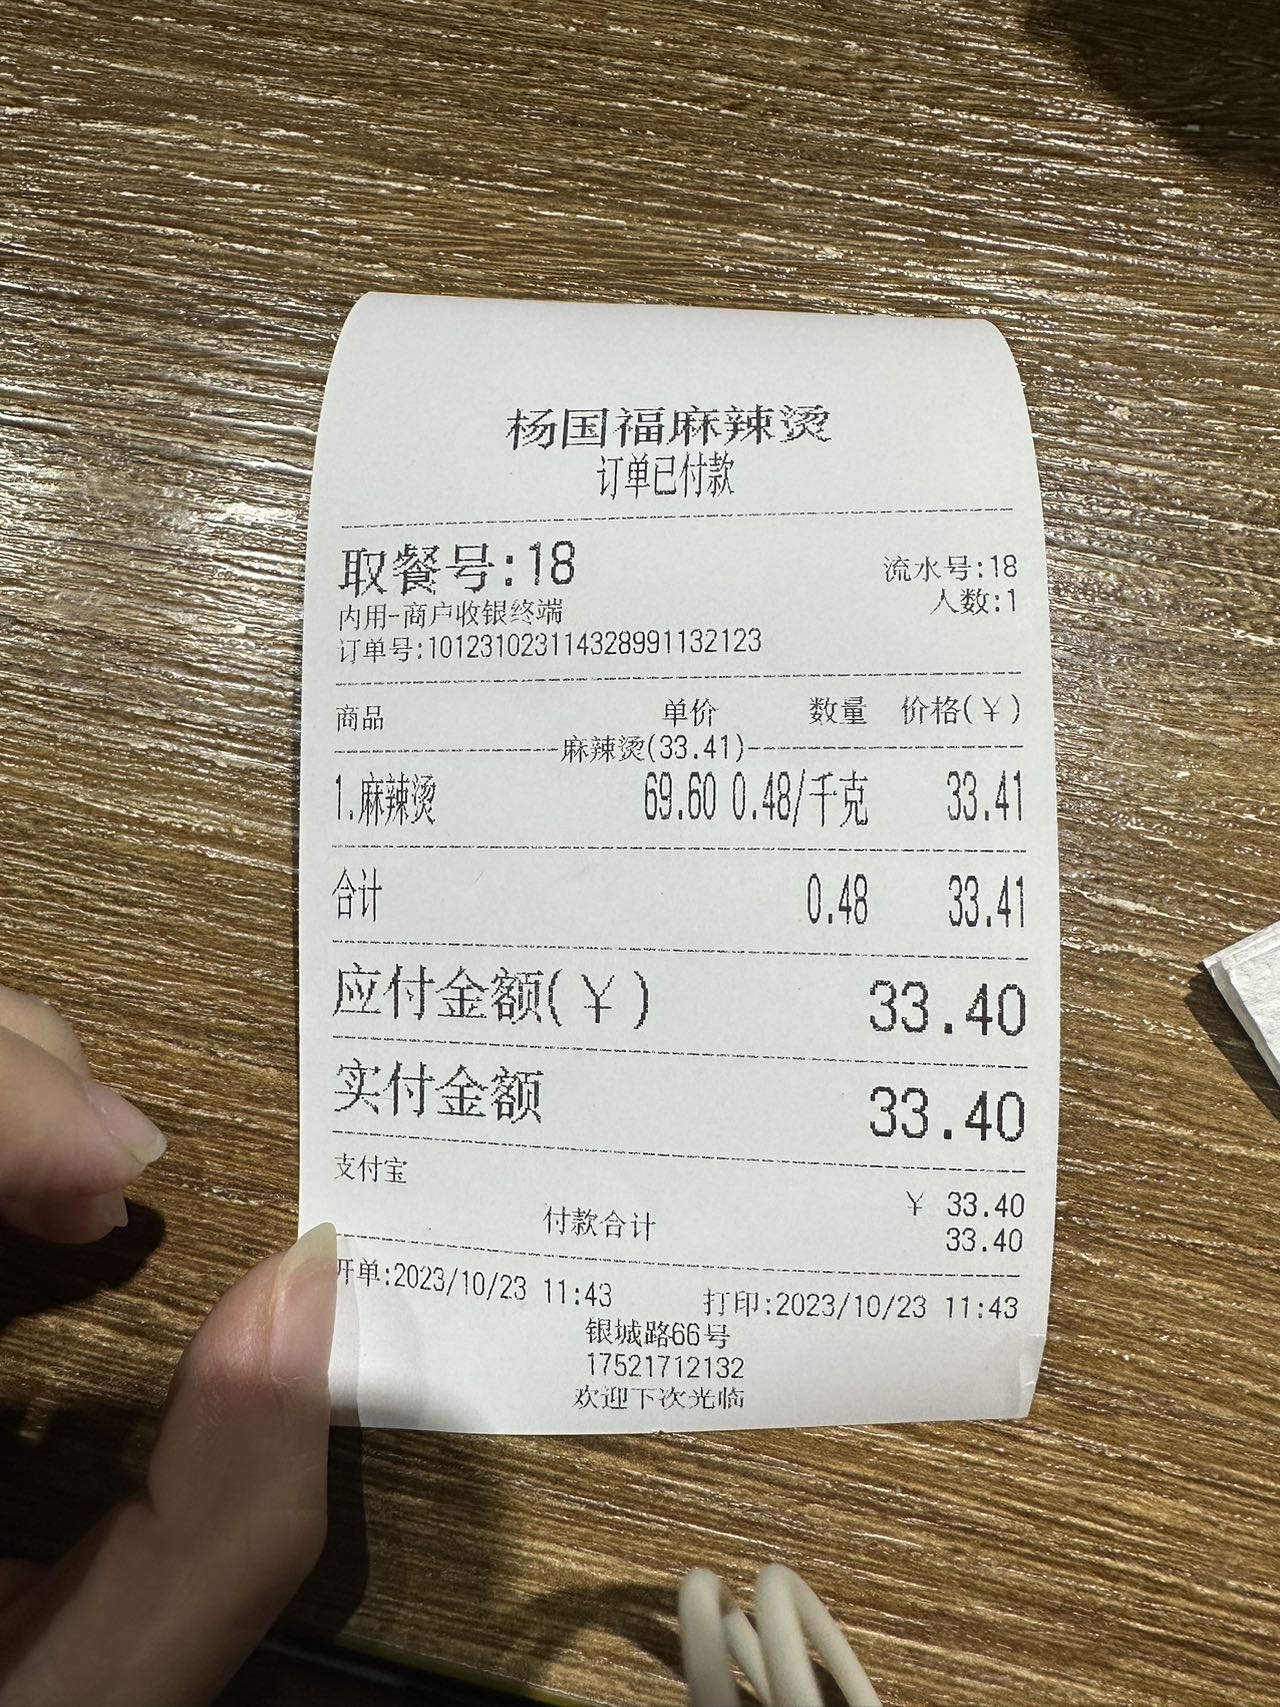 杨国福麻辣烫
订单已付款
取餐号:18 流水号:18
内用-商户收银终端 人数:1
订单号:101231023114328991132123
商品 单价 数量 价格(¥)
麻辣烫(33.41)
1.麻辣烫 69.60 0.48/千克 33.41
合计 0.48 33.41
应付金额(¥) 33.40
实付金额 33.40
支付宝 ¥ 33.40
付款合计 33.40
开单:2023/10/23 11:43 打印:2023/10/23 11:43
银城路66号
17521712132
欢迎下次光临